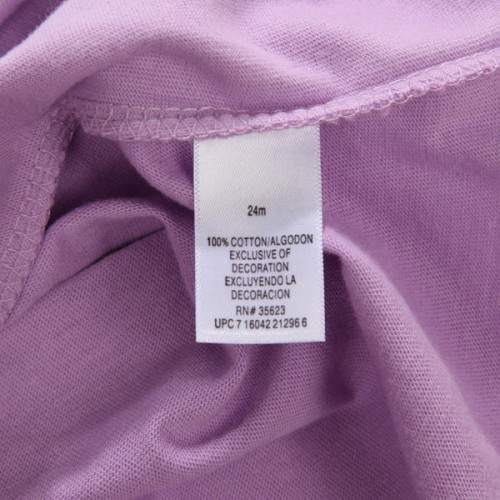 24m
100% COTTON/ALGODON
EXCLUSIVE OF
DECORATION
EXCLUYENDO LA
DECORACION
RN# 35623
UPC 7 16042 21296 6